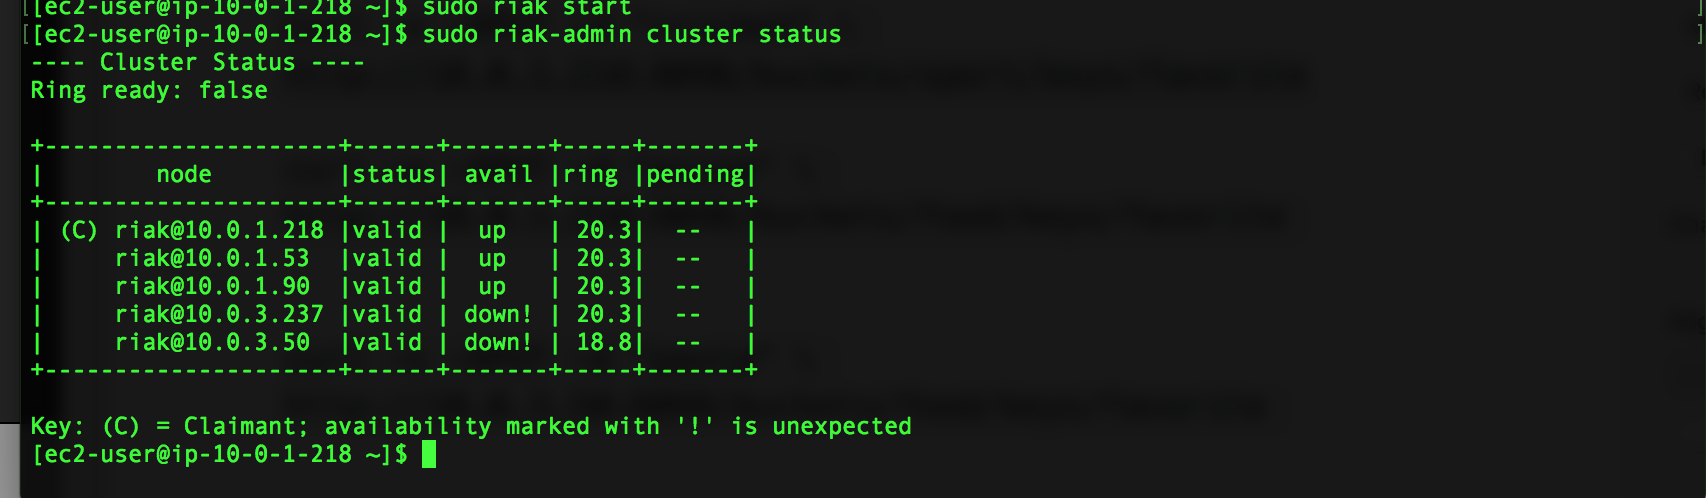 [[ec2-user@ip-10-0-1-218 ~]$ sudo riak start ]
[[ec2-user@ip-10-0-1-218 ~]$ sudo riak-admin cluster status ]
---- Cluster Status ----
Ring ready: false
+---------------------+------+-------+-----+-------+
|        node         |status| avail |ring |pending|
+---------------------+------+-------+-----+-------+
| (C) riak@10.0.1.218 |valid |  up   | 20.3|  --   |
|     riak@10.0.1.53  |valid |  up   | 20.3|  --   |
|     riak@10.0.1.90  |valid |  up   | 20.3|  --   |
|     riak@10.0.3.237 |valid | down! | 20.3|  --   |
|     riak@10.0.3.50  |valid | down! | 18.8|  --   |
+---------------------+------+-------+-----+-------+
Key: (C) = Claimant; availability marked with '!' is unexpected
[ec2-user@ip-10-0-1-218 ~]$